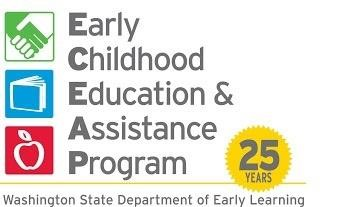 Early
Childhood
Education &
Assistance
Program
25
YEARS
Washington State Department of Early Learning